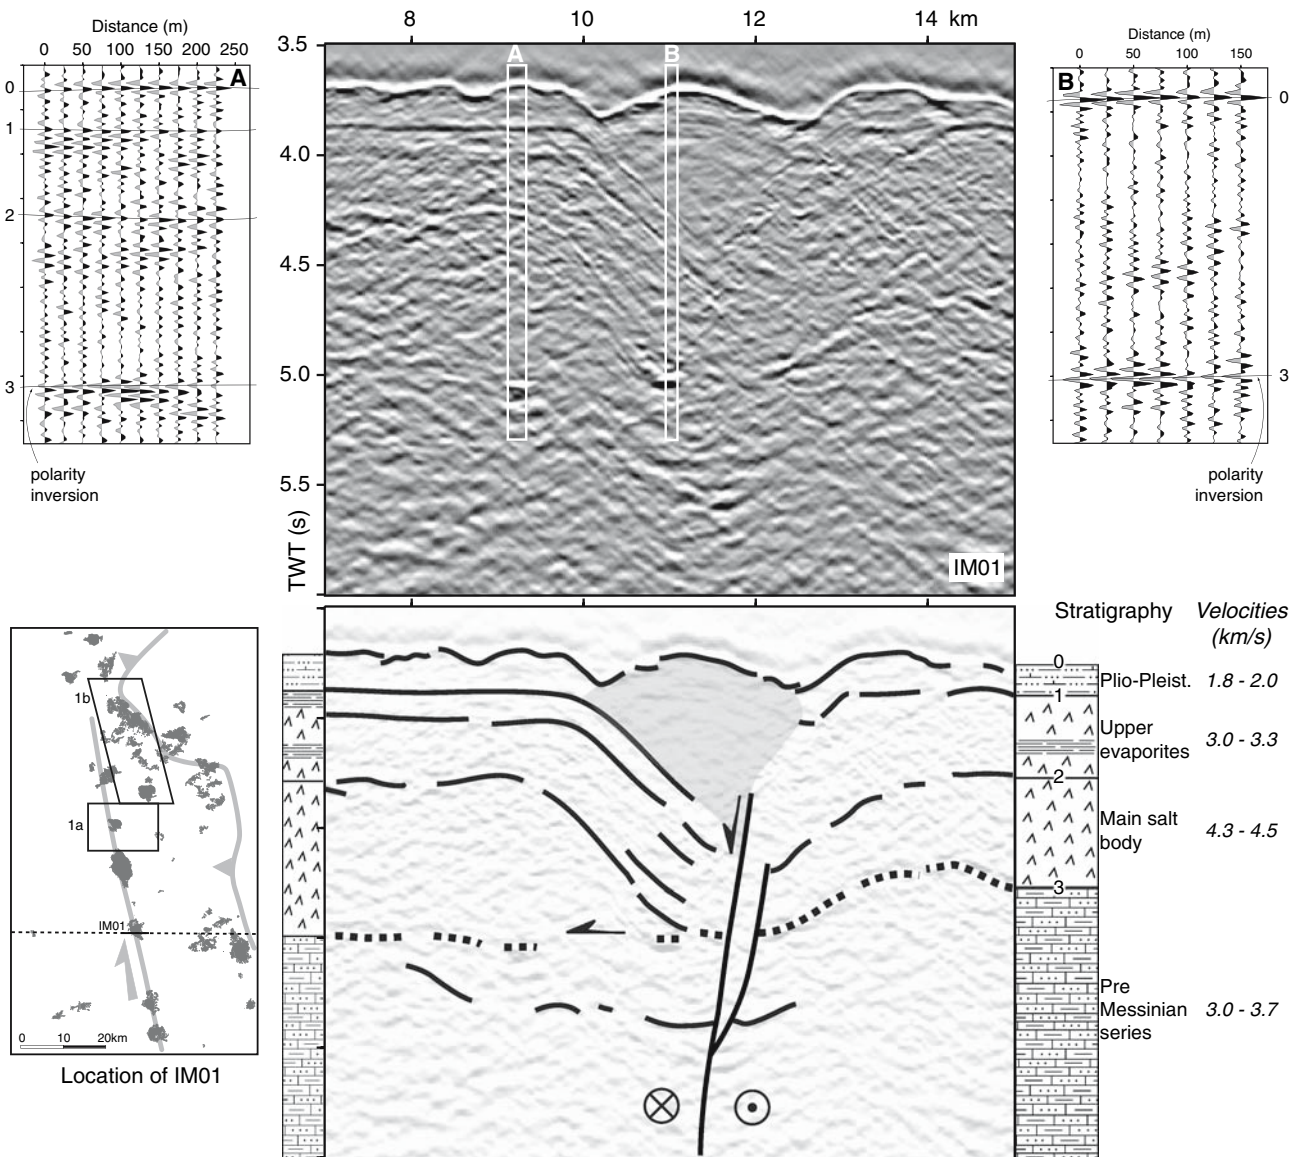 8 10 12 14 km
Distance (m)
0 50 100 150 200 250
A
0
1
2
3
polarity
inversion
3.5
4.0
4.5
5.0
5.5
TWT (s)
A
B
IM01
Distance (m)
0 50 100 150
B
0
3
polarity
inversion
1b
1a
IM01
0 10 20km
Location of IM01
Stratigraphy Velocities
(km/s)
0
Plio-Pleist. 1.8 - 2.0
1
Upper
evaporites 3.0 - 3.3
2
Main salt
body 4.3 - 4.5
3
Pre
Messinian 3.0 - 3.7
series